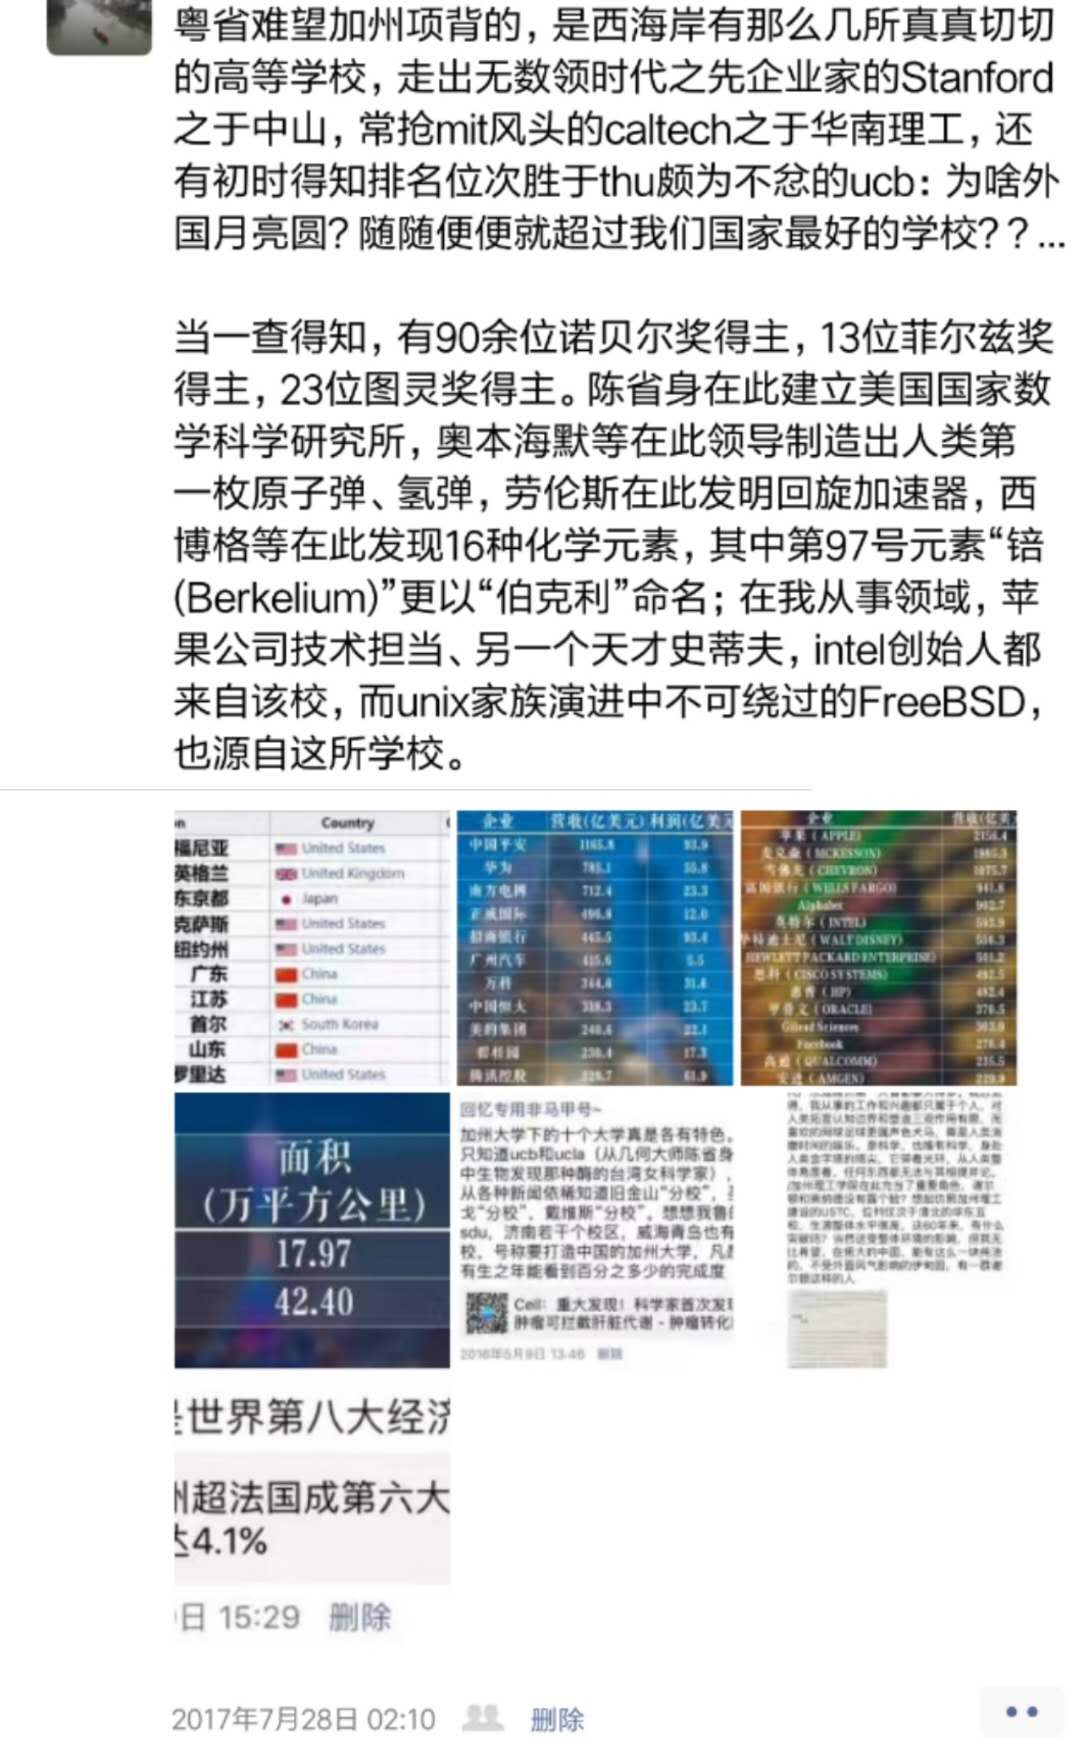 粤省难望加州项背的，是西海岸有那么几所真真切切
的高等学校，走出无数领时代之先企业家的Stanford
之于中山，常抢mit风头的caltech之于华南理工，还
有初时得知排名位次胜于thu颇为不忿的ucb：为啥外
国月亮圆？随随便便就超过我们国家最好的学校？？...
当一查得知，有90余位诺贝尔奖得主，13位菲尔兹奖
得主，23位图灵奖得主。陈省身在此建立美国国家数
学科学研究所，奥本海默等在此领导制造出人类第
一枚原子弹、氢弹，劳伦斯在此发明回旋加速器，西
博格等在此发现16种化学元素，其中第97号元素“锫
(Berkelium)”更以“伯克利”命名；在我从事领域，苹
果公司技术担当、另一个天才史蒂夫，intel创始人都
来自该校，而unix家族演进中不可绕过的FreeBSD，
也源自这所学校。
Country
福尼亚 United States
英格兰 United Kingdom
东京都 Japan
克萨斯 United States
纽约州 United States
广东 China
江苏 China
首尔 South Korea
山东 China
罗里达 United States
企业 营收(亿美元) 利润(亿美元
中国平安 1165.8 93.9
华为 785.1 55.8
南方电网 712.4 23.3
正威国际 496.8 12.0
招商银行 445.5 93.4
广州汽车 415.6 5.5
万科 344.6 31.6
中国恒大 318.3 23.7
美的集团 240.6 22.1
碧桂园 230.4 17.3
腾讯控股 228.7 61.9
企业 营收(亿美
苹果（APPLE） 2156.4
麦克森（MCKESSON）
雪佛龙（CHEVRON） 1075.7
富国银行（WELLS FARGO） 941.8
Alphabet 902.7
英特尔（INTEL） 593.9
华特迪士尼（WALT DISNEY） 556.3
HEWLETT PACKARD ENTERPRISE） 501.2
思科（CISCO SYSTEMS） 492.5
惠普（HP） 482.4
甲骨文（ORACLE） 370.5
Gilead Sciences 303.9
Facebook 276.4
高通（QUALCOMM） 235.5
安进（AMGEN） 229.9
面积
（万平方公里）
17.97
42.40
回忆专用非马甲号~
加州大学下的十个大学真是各有特色。
只知道ucb和ucla（从几何大师陈省身
中生物发现那种酶的台湾女科学家），
从各种新闻依稀知道旧金山“分校”，
戈“分校”，戴维斯“分校”。想想我鲁
sdu，济南若干个校区，威海青岛也有
校，号称要打造中国的加州大学，凡
有生之年能看到百分之多少的完成度
Cell：重大发现！科学家首次发现
肿瘤可拦截肝脏代谢－肿瘤转化
2016年5月9日 13:46 删除
世界第八大经济
州超法国成第六大
达4.1%
日 15:29 删除
2017年7月28日 02:10 删除